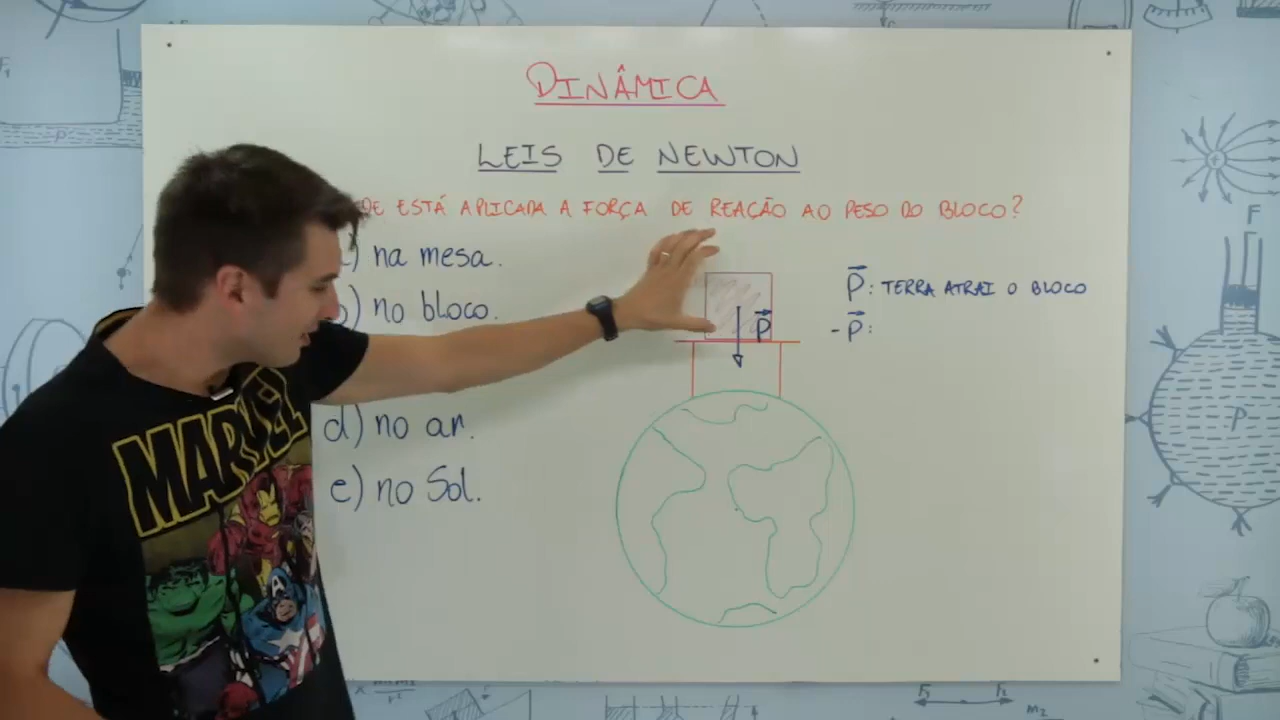 DINÂMICA
LEIS DE NEWTON
DE ESTÁ APLICADA A FORÇA DE REAÇÃO AO PESO DO BLOCO?
) na mesa.
b) no bloco.
d) no ar.
e) no Sol.
P
P: TERRA ATRAI O BLOCO
-P:
MARVEL
A
F
P
m2